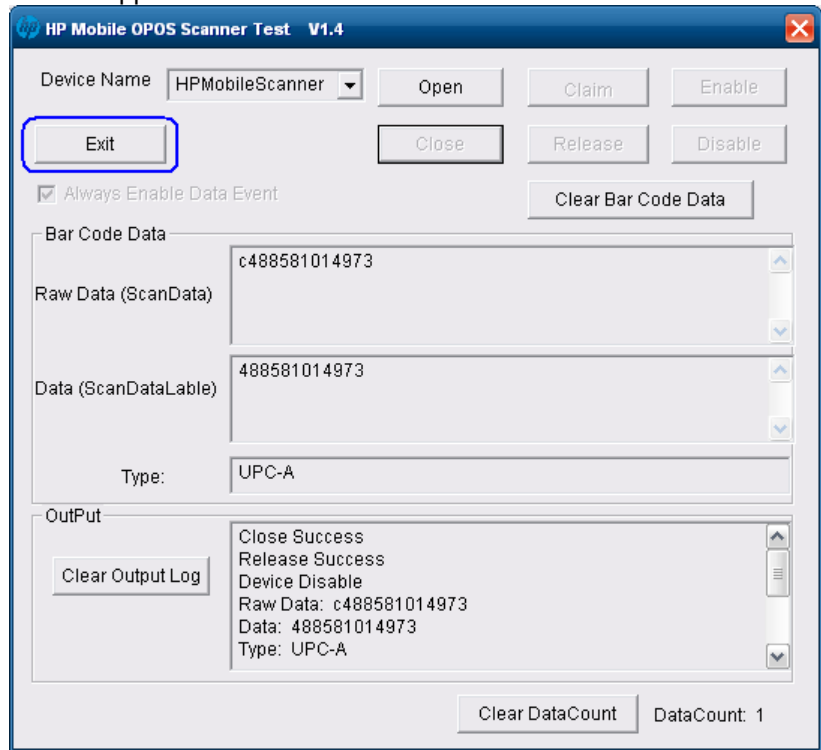 HP Mobile OPOS Scanner Test V1.4
Device Name HPMobileScanner Open Claim Enable
Exit Close Release Disable
Always Enable Data Event Clear Bar Code Data
Bar Code Data
Raw Data (ScanData) c488581014973
Data (ScanDataLable) 488581014973
Type: UPC-A
OutPut
Clear Output Log
Close Success
Release Success
Device Disable
Raw Data: c488581014973
Data: 488581014973
Type: UPC-A
Clear DataCount DataCount: 1